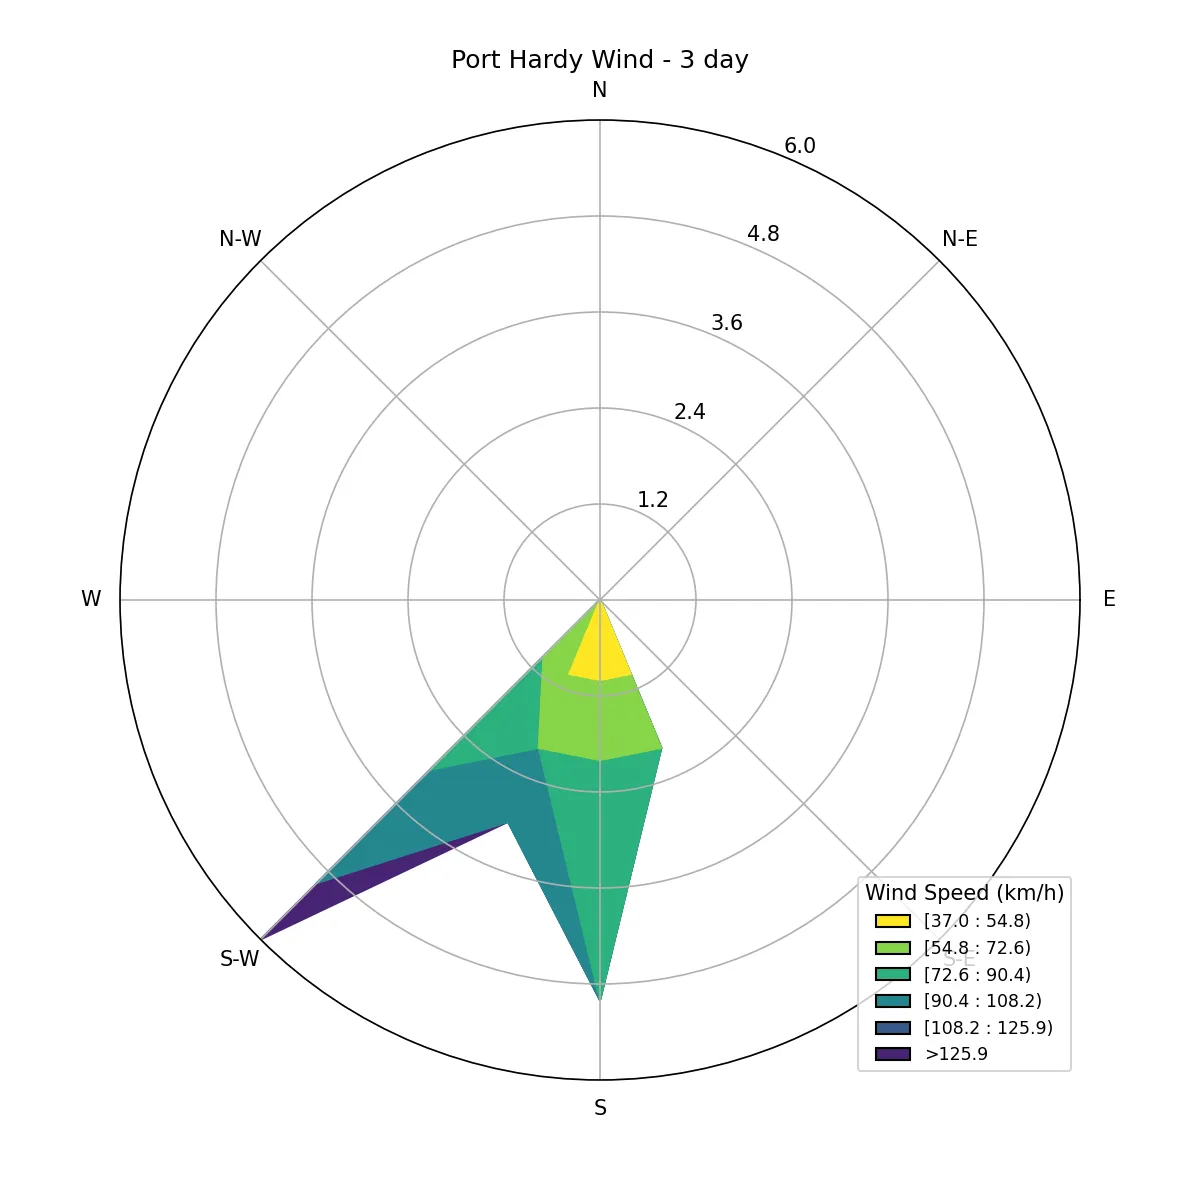 Port Hardy Wind - 3 day
N
6.0
N-W
4.8
N-E
3.6
2.4
1.2
W
E
Wind Speed (km/h)
[37.0 : 54.8)
[54.8 : 72.6)
S-W
S-E
[72.6 : 90.4)
[90.4 : 108.2)
[108.2 : 125.9)
>125.9
S